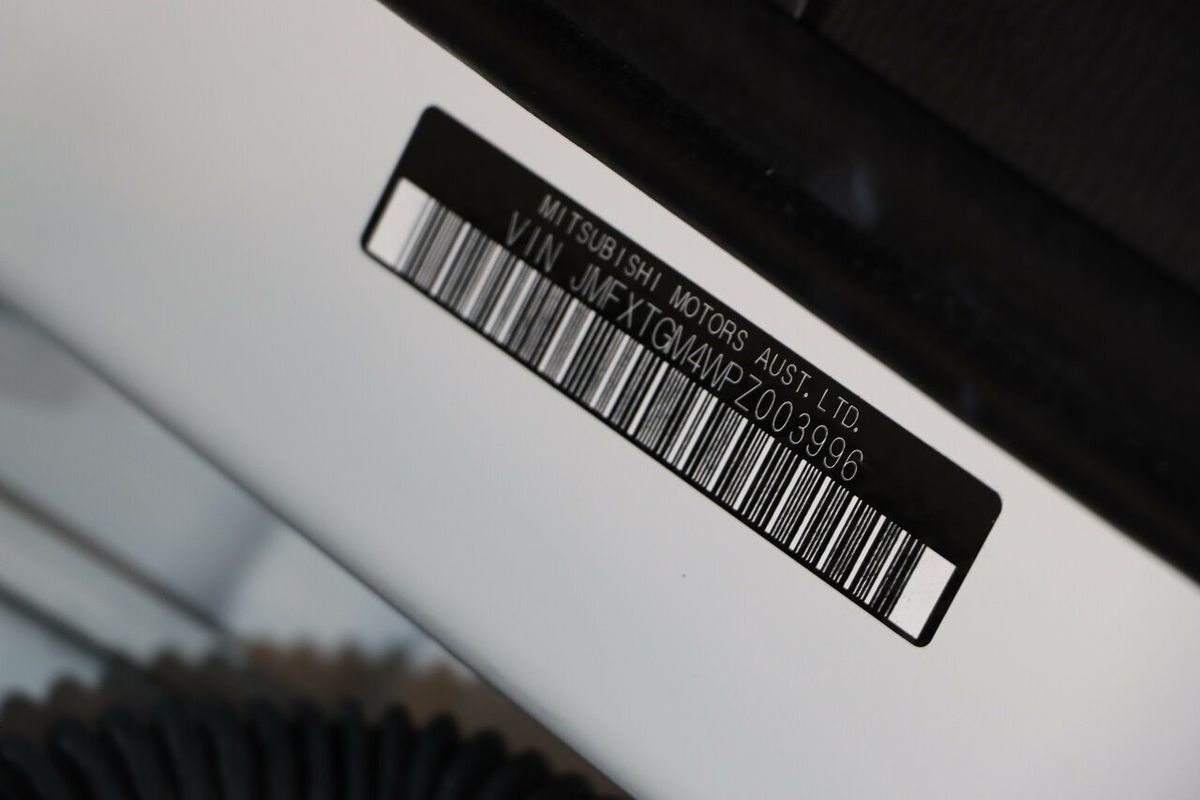 MITSUBISHI MOTORS AUST. LTD.
VIN JMFXTGM4WPZ003996